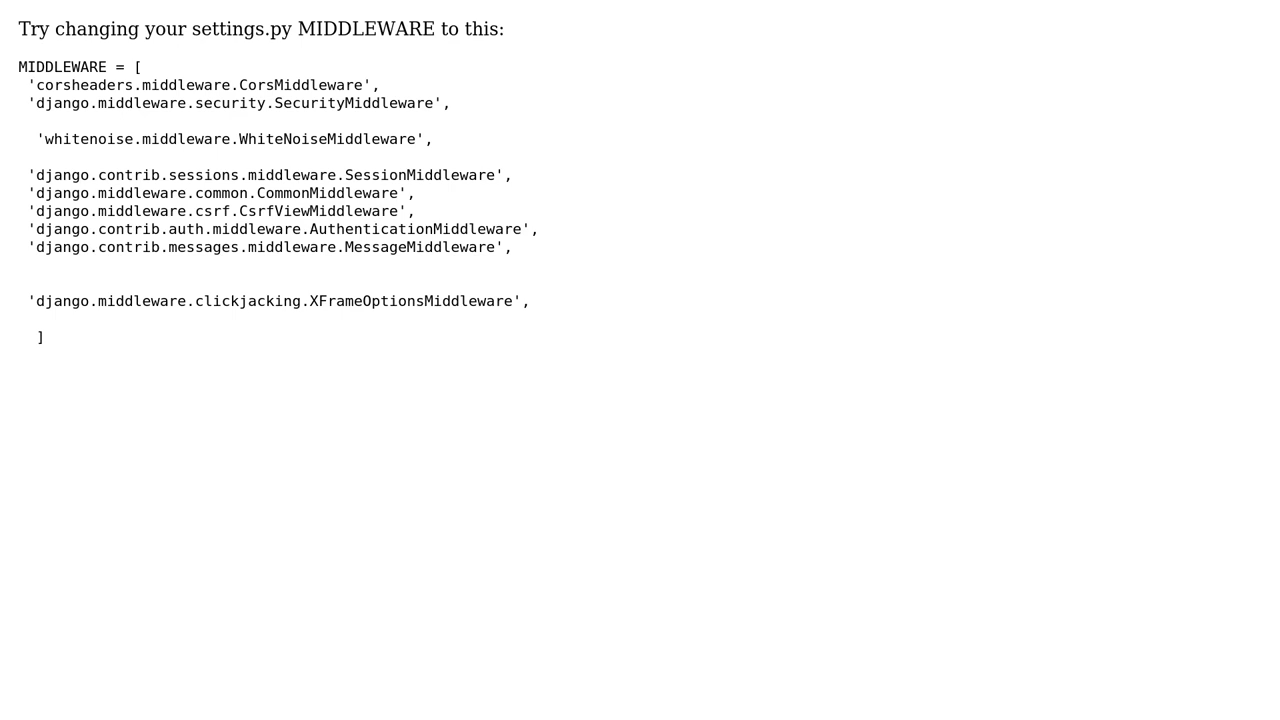 Try changing your settings.py MIDDLEWARE to this:
MIDDLEWARE = [
'corsheaders.middleware.CorsMiddleware',
'django.middleware.security.SecurityMiddleware',
'whitenoise.middleware.WhiteNoiseMiddleware',
'django.contrib.sessions.middleware.SessionMiddleware',
'django.middleware.common.CommonMiddleware',
'django.middleware.csrf.CsrfViewMiddleware',
'django.contrib.auth.middleware.AuthenticationMiddleware',
'django.contrib.messages.middleware.MessageMiddleware',
'django.middleware.clickjacking.XFrameOptionsMiddleware',
]